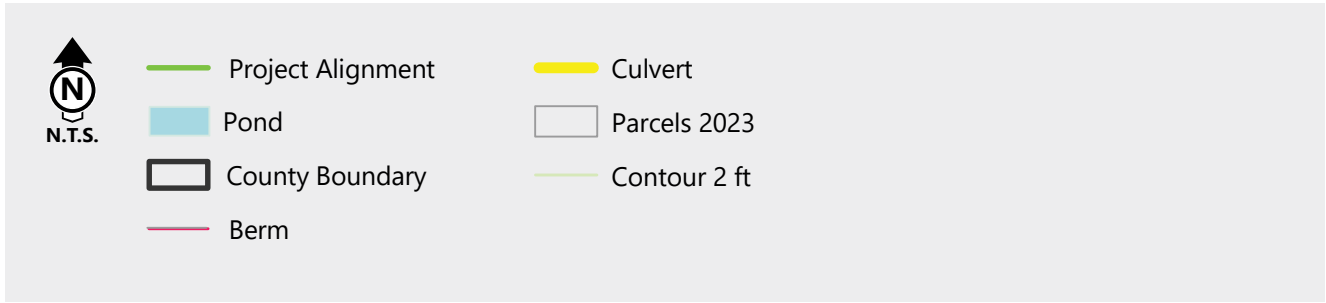 N
N.T.S.
Project Alignment
Pond
County Boundary
Berm
Culvert
Parcels 2023
Contour 2 ft